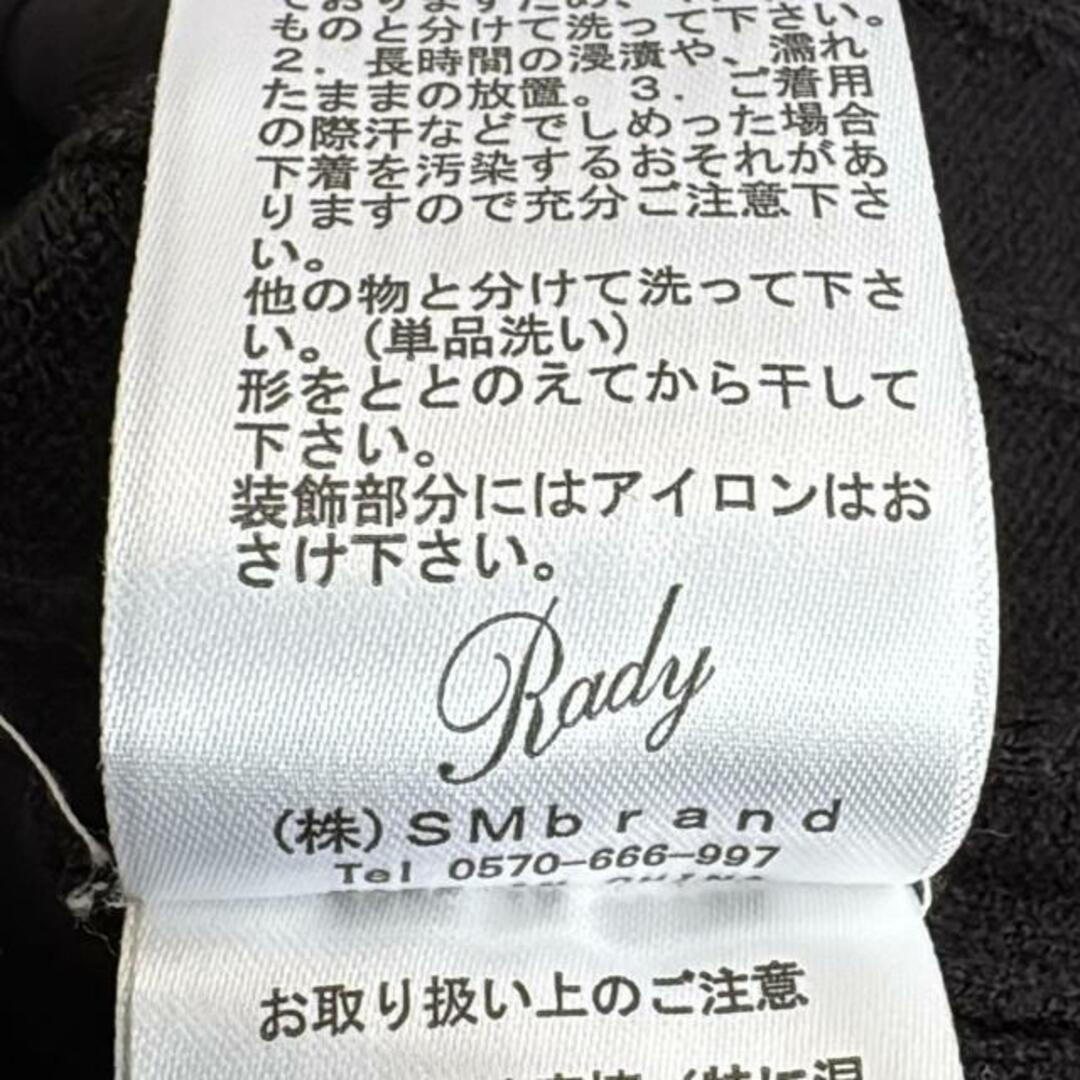 ものと分けて洗って下さい。
2. 長時間の浸漬や、濡れ
たままの放置。3. ご着用
の際汗などでしめった場合
下着を汚染するおそれがあ
りますので充分ご注意下さ
い。
他の物と分けて洗って下さ
い。(単品洗い)
形をととのえてから干して
下さい。
装飾部分にはアイロンはお
さけ下さい。
Rady
(株)SMbrand
Tel 0570-666-997
お取り扱い上のご注意